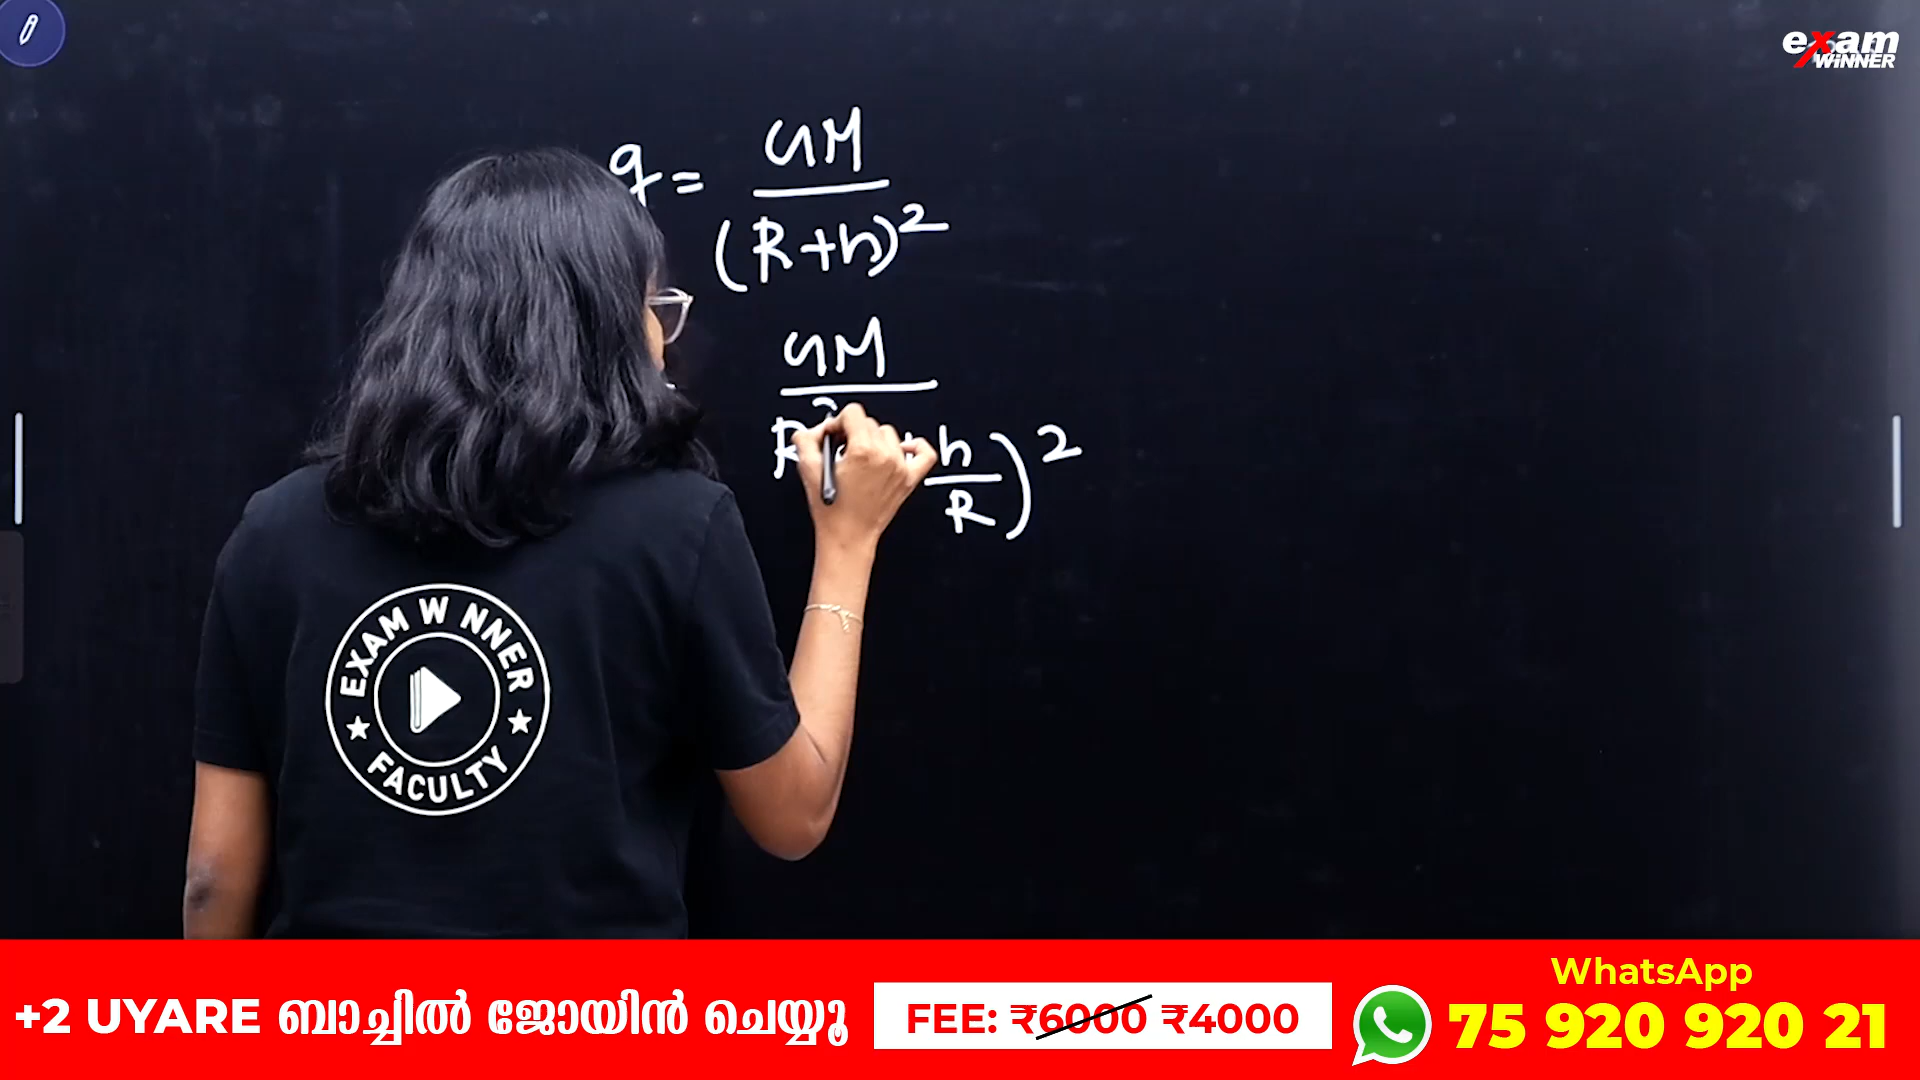 exam
WINNER
g = GM
(R+h)²
GM
R² + h
R )²
EXAM W NNER
FACULTY
+2 UYARE ബാച്ചിൽ ജോയിൻ ചെയ്യൂ
FEE: ₹6000 ₹4000
WhatsApp
75 920 920 21